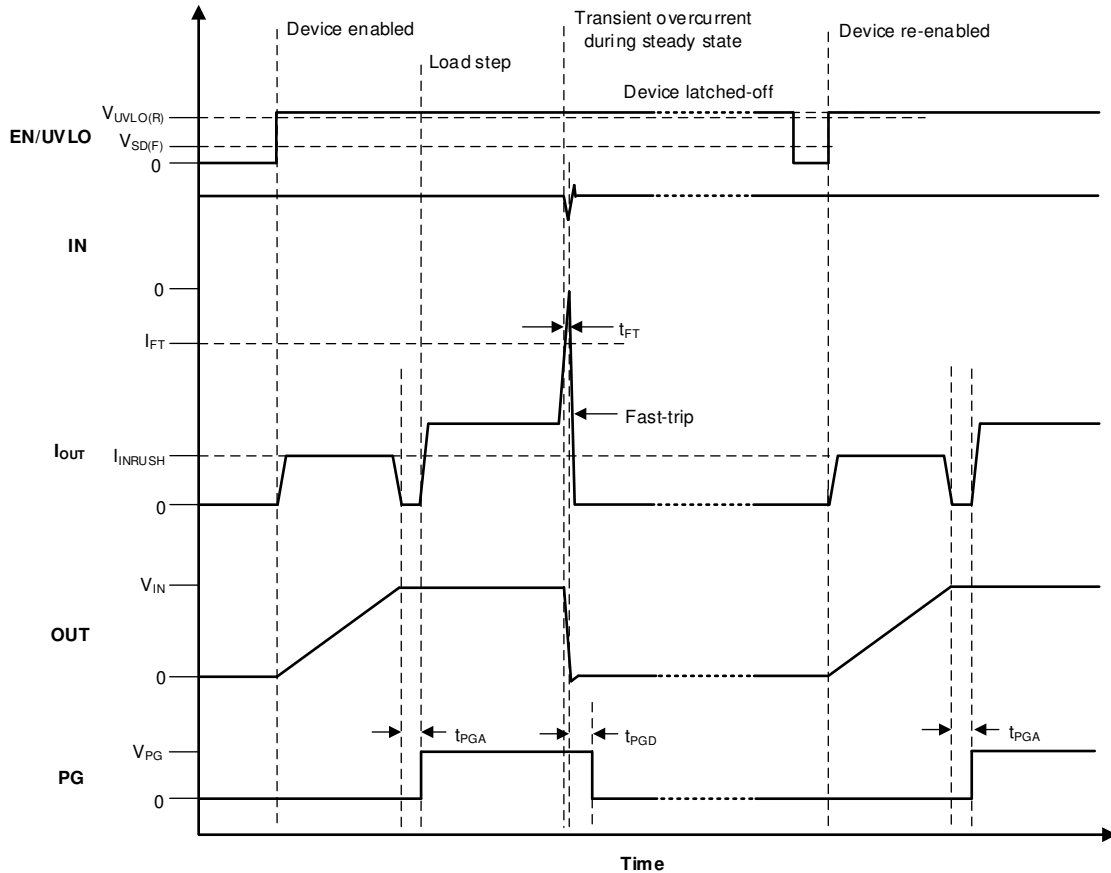 Device enabled
Transient overcurrent
during steady state
Device re-enabled
Load step
Device latched-off
VUVLO(R)
EN/UVLO
VSD(F)
0
IN
0
tFT
IFT
Fast-trip
IOUT
IINRUSH
0
VIN
OUT
0
tPGA
tPGD
tPGA
VPG
PG
0
Time